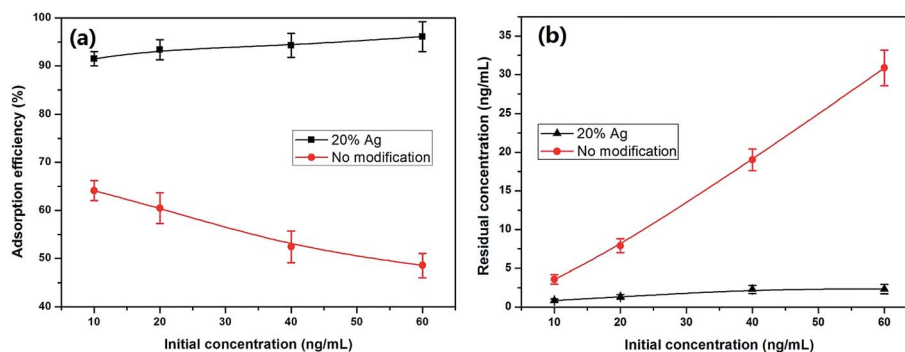 (a)
100
90
80
70
60
50
40
Adsorption efficiency (%)
20% Ag
No modification
10 20 30 40 50 60
Initial concentration (ng/mL)
(b)
35
30
25
20
15
10
5
0
Residual concentration (ng/mL)
20% Ag
No modification
10 20 30 40 50 60
Initial concentration (ng/mL)